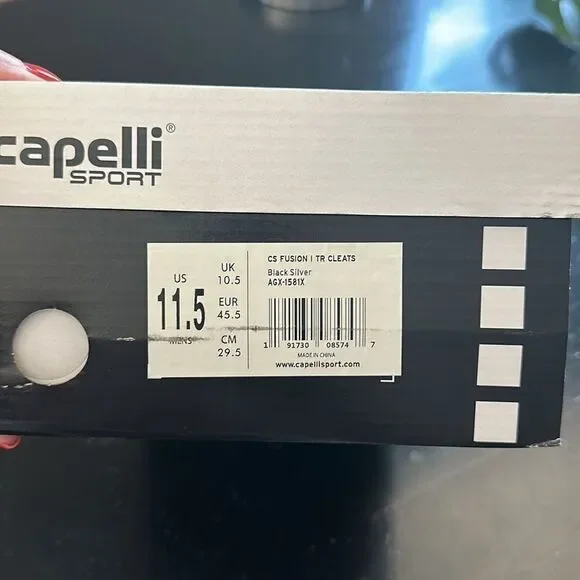 capelli®
SPORT
US
11.5
MENS
UK
10.5
EUR
45.5
CM
29.5
CS FUSION I TR CLEATS
Black Silver
AGX-1581X
1 91730 08574 7
MADE IN CHINA
www.capellisport.com